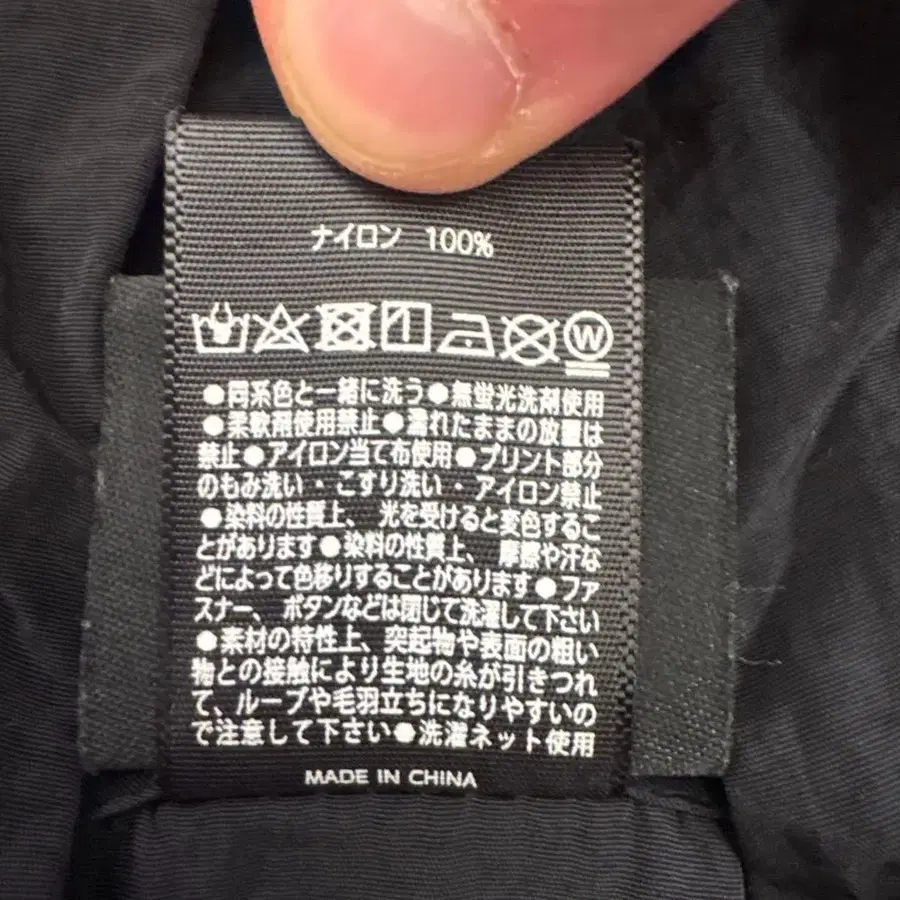 ナイロン 100%
W
●同系色と一緒に洗う●無蛍光洗剤使用
●柔軟剤使用禁止●濡れたままの放置は
禁止●アイロン当て布使用●プリント部分
のもみ洗い・こすり洗い・アイロン禁止
●染料の性質上、光を受けると変色するこ
とがあります●染料の性質上、摩擦や汗な
どによって色移りすることがあります●ファ
スナー、ボタンなどは閉じて洗濯して下さい
●素材の特性上、突起物や表面の粗い
物との接触により生地の糸が引きつれ
て、ループや毛羽立ちになりやすいの
で注意して下さい●洗濯ネット使用
MADE IN CHINA